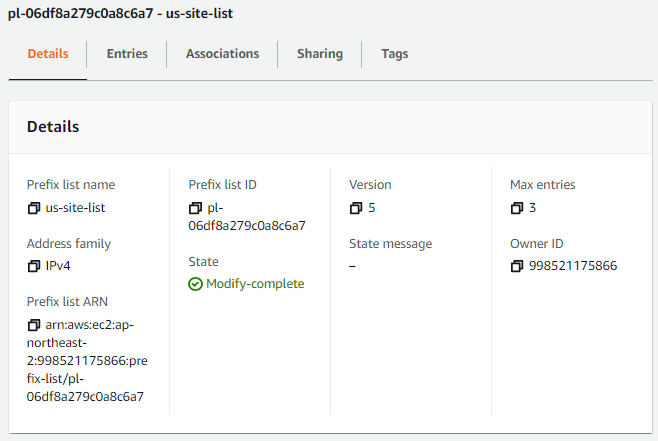 pl-06df8a279c0a8c6a7 - us-site-list
Details
Entries
Associations
Sharing
Tags
Details
Prefix list name
us-site-list
Address family
IPv4
Prefix list ARN
arn:aws:ec2:ap-
northeast-
2:998521175866:pre
fix-list/pl-
06df8a279c0a8c6a7
Prefix list ID
pl-
06df8a279c0a8c6a7
State
Modify-complete
Version
5
State message
–
Max entries
3
Owner ID
998521175866